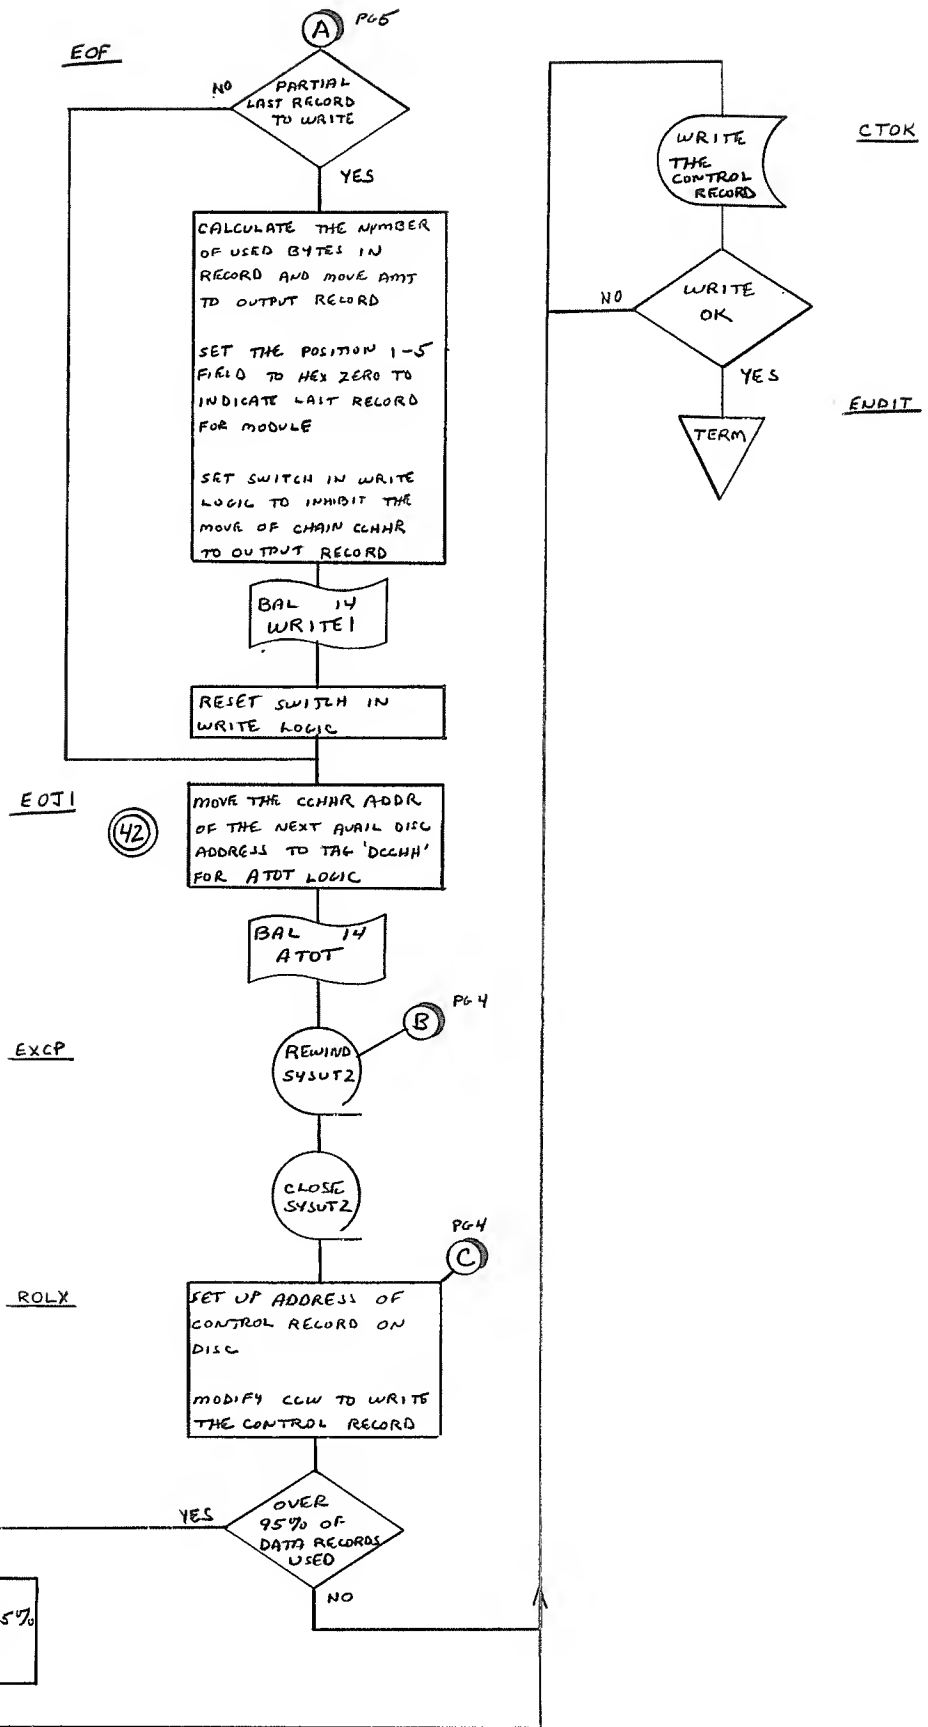 A
PG5
EOF
NO
PARTIAL
LAST RECORD
TO WRITE
YES
CALCULATE THE NUMBER
OF USED BYTES IN
RECORD AND MOVE AMT
TO OUTPUT RECORD
SET THE POSITION 1-5
FIELD TO HEX ZERO TO
INDICATE LAST RECORD
FOR MODULE
SET SWITCH IN WRITE
LOGIC TO INHIBIT THE
MOVE OF CHAIN CCHHR
TO OUTPUT RECORD
BAL 14
WRITE1
RESET SWITCH IN
WRITE LOGIC
EOJ1
42
MOVE THE CCHHR ADDR
OF THE NEXT AVAIL DISC
ADDRESS TO TAG 'DCCHH'
FOR ATOT LOGIC
BAL 14
ATOT
B
PG 4
EXCP
REWIND
SYSUT2
CLOSE
SYSUT2
PG4
C
ROLX
SET UP ADDRESS OF
CONTROL RECORD ON
DISC
MODIFY CCW TO WRITE
THE CONTROL RECORD
YES
OVER
95% OF
DATA RECORDS
USED
NO
5%
WRITE
THE
CONTROL
RECORD
CTOK
NO
WRITE
OK
YES
ENDIT
TERM